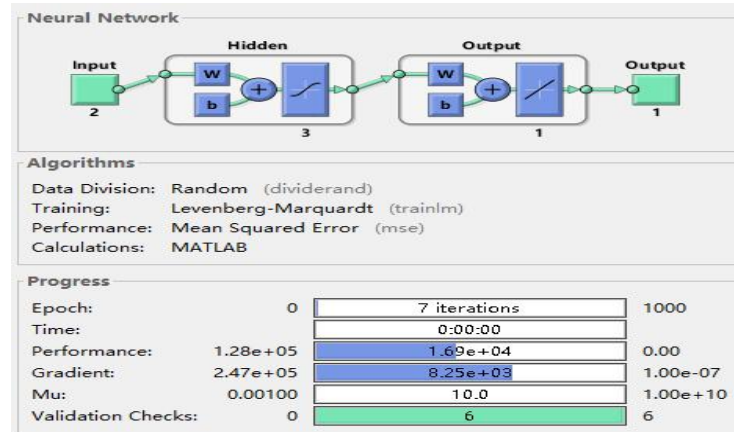 Neural Network
Hidden
Output
Input
Output
W
b
+
W
b
+
2
3
1
1
Algorithms
Data Division: Random (dividerand)
Training: Levenberg-Marquardt (trainlm)
Performance: Mean Squared Error (mse)
Calculations: MATLAB
Progress
Epoch: 0 7 iterations 1000
Time: 0:00:00
Performance: 1.28e+05 1.69e+04 0.00
Gradient: 2.47e+05 8.25e+03 1.00e-07
Mu: 0.00100 10.0 1.00e+10
Validation Checks: 0 6 6